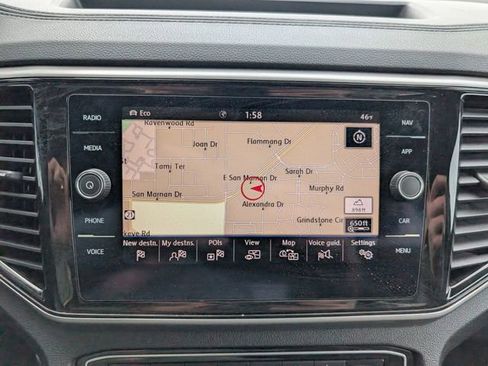 Eco 1:58 46°F
RADIO
NAV
Ravenwood Rd
Flammang Dr
Joan Dr
MEDIA
APP
Tami Ter
Sarah Dr
E San Marnan Dr
Murphy Rd
San Marnan Dr
Alexandra Dr
PHONE
CAR
Grindstone Cir
650ft
keye Rd
New destn. My destns. POIs View Map Voice guid. Settings
VOICE
MENU